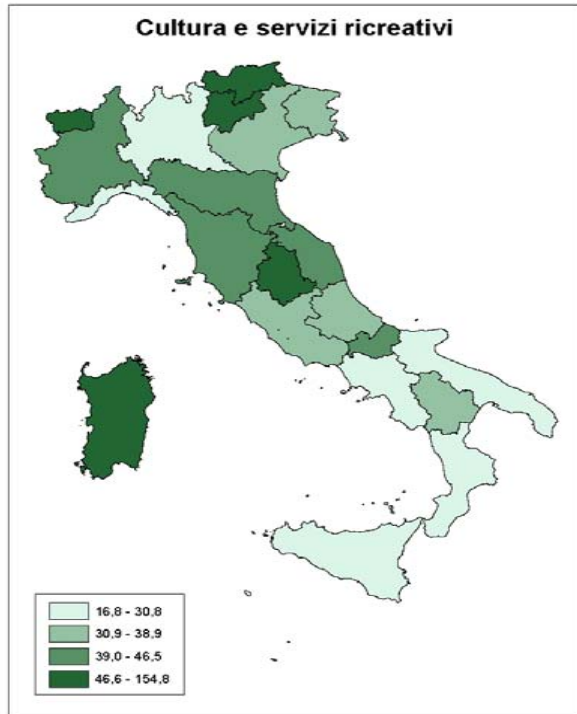 Cultura e servizi ricreativi
16,8 - 30,8
30,9 - 38,9
39,0 - 46,5
46,6 - 154,8